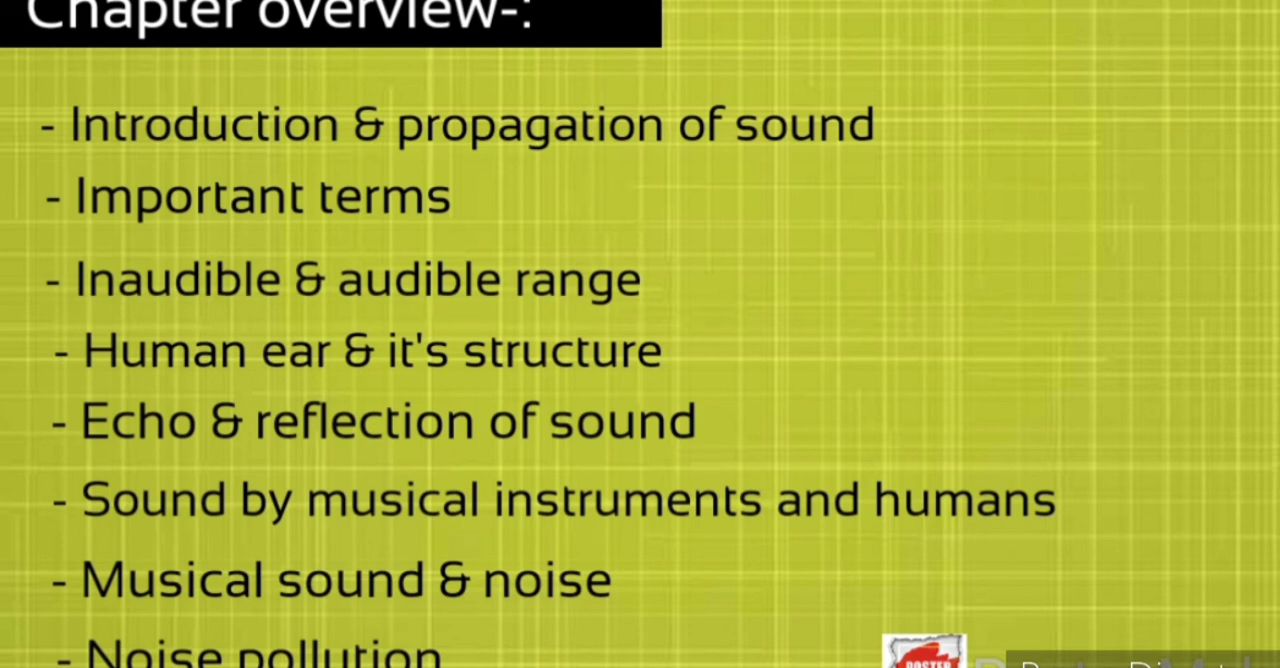 Chapter overview-:
- Introduction & propagation of sound
- Important terms
- Inaudible & audible range
- Human ear & it's structure
- Echo & reflection of sound
- Sound by musical instruments and humans
- Musical sound & noise
- Noise pollution
POSTER